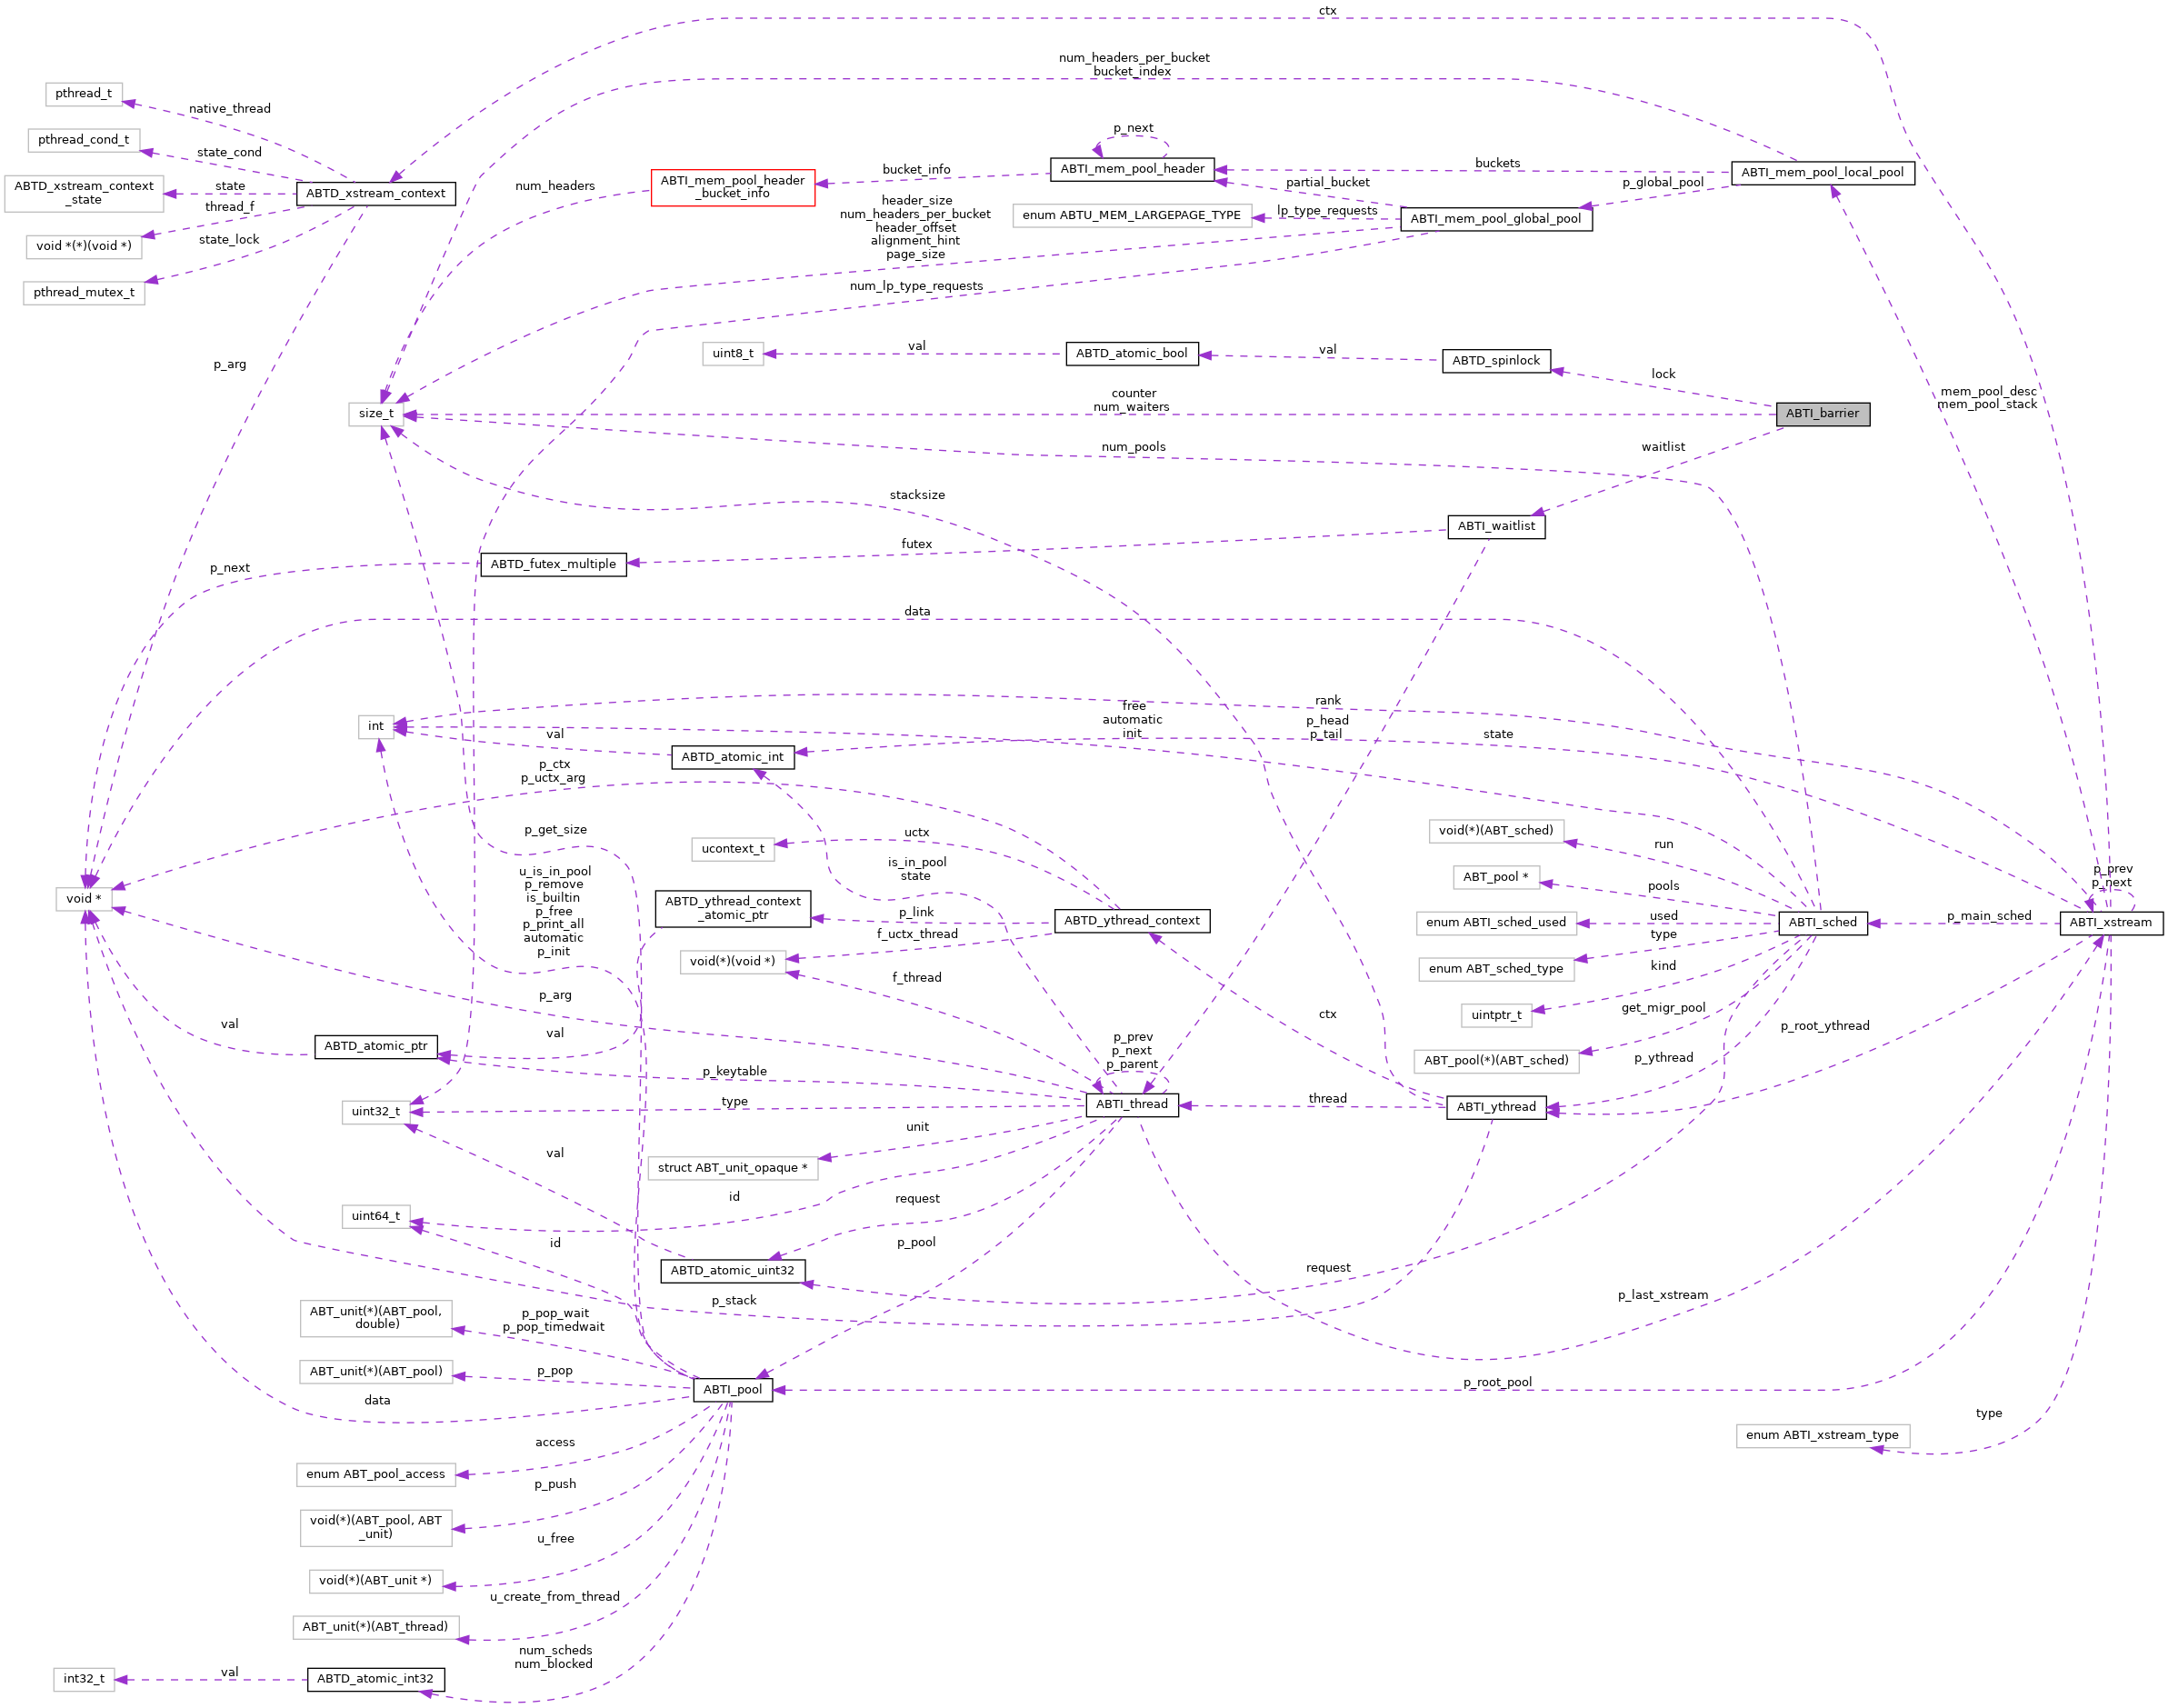 ctx
num_headers_per_bucket
bucket_index
pthread_t
native_thread
p_next
pthread_cond_t
state_cond
ABTI_mem_pool_header
buckets
ABTI_mem_pool_local_pool
bucket_info
ABTI_mem_pool_header
_bucket_info
num_headers
partial_bucket
p_global_pool
ABTD_xstream_context
_state
state
ABTD_xstream_context
thread_f
header_size
num_headers_per_bucket
header_offset
alignment_hint
page_size
enum ABTU_MEM_LARGEPAGE_TYPE
lp_type_requests
ABTI_mem_pool_global_pool
void *(*)(void *)
state_lock
pthread_mutex_t
num_lp_type_requests
uint8_t
val
ABTD_atomic_bool
val
ABTD_spinlock
p_arg
lock
size_t
counter
num_waiters
mem_pool_desc
mem_pool_stack
ABTI_barrier
num_pools
waitlist
stacksize
ABTI_waitlist
futex
ABTD_futex_multiple
p_next
data
rank
int
free
automatic
init
p_head
p_tail
state
val
ABTD_atomic_int
p_ctx
p_uctx_arg
p_get_size
uctx
ucontext_t
void(*)(ABT_sched)
run
is_in_pool
state
u_is_in_pool
p_remove
is_builtin
p_free
p_print_all
automatic
p_init
ABT_pool *
pools
p_prev
p_next
void *
ABTD_ythread_context
_atomic_ptr
p_link
ABTD_ythread_context
enum ABTI_sched_used
used
ABTI_sched
p_main_sched
ABTI_xstream
f_uctx_thread
type
void(*)(void *)
enum ABT_sched_type
f_thread
kind
p_arg
uintptr_t
get_migr_pool
ctx
val
val
p_root_ythread
ABTD_atomic_ptr
p_prev
p_next
p_parent
ABT_pool(*)(ABT_sched)
p_ythread
p_keytable
uint32_t
type
ABTI_thread
thread
ABTI_ythread
unit
val
struct ABT_unit_opaque *
id
request
uint64_t
id
p_pool
ABTD_atomic_uint32
request
p_stack
p_last_xstream
ABT_unit(*)(ABT_pool,
double)
p_pop_wait
p_pop_timedwait
ABT_unit(*)(ABT_pool)
p_pop
ABTI_pool
p_root_pool
data
type
enum ABTI_xstream_type
access
enum ABT_pool_access
p_push
void(*)(ABT_pool, ABT
_unit)
u_free
void(*)(ABT_unit *)
u_create_from_thread
ABT_unit(*)(ABT_thread)
num_scheds
num_blocked
int32_t
val
ABTD_atomic_int32